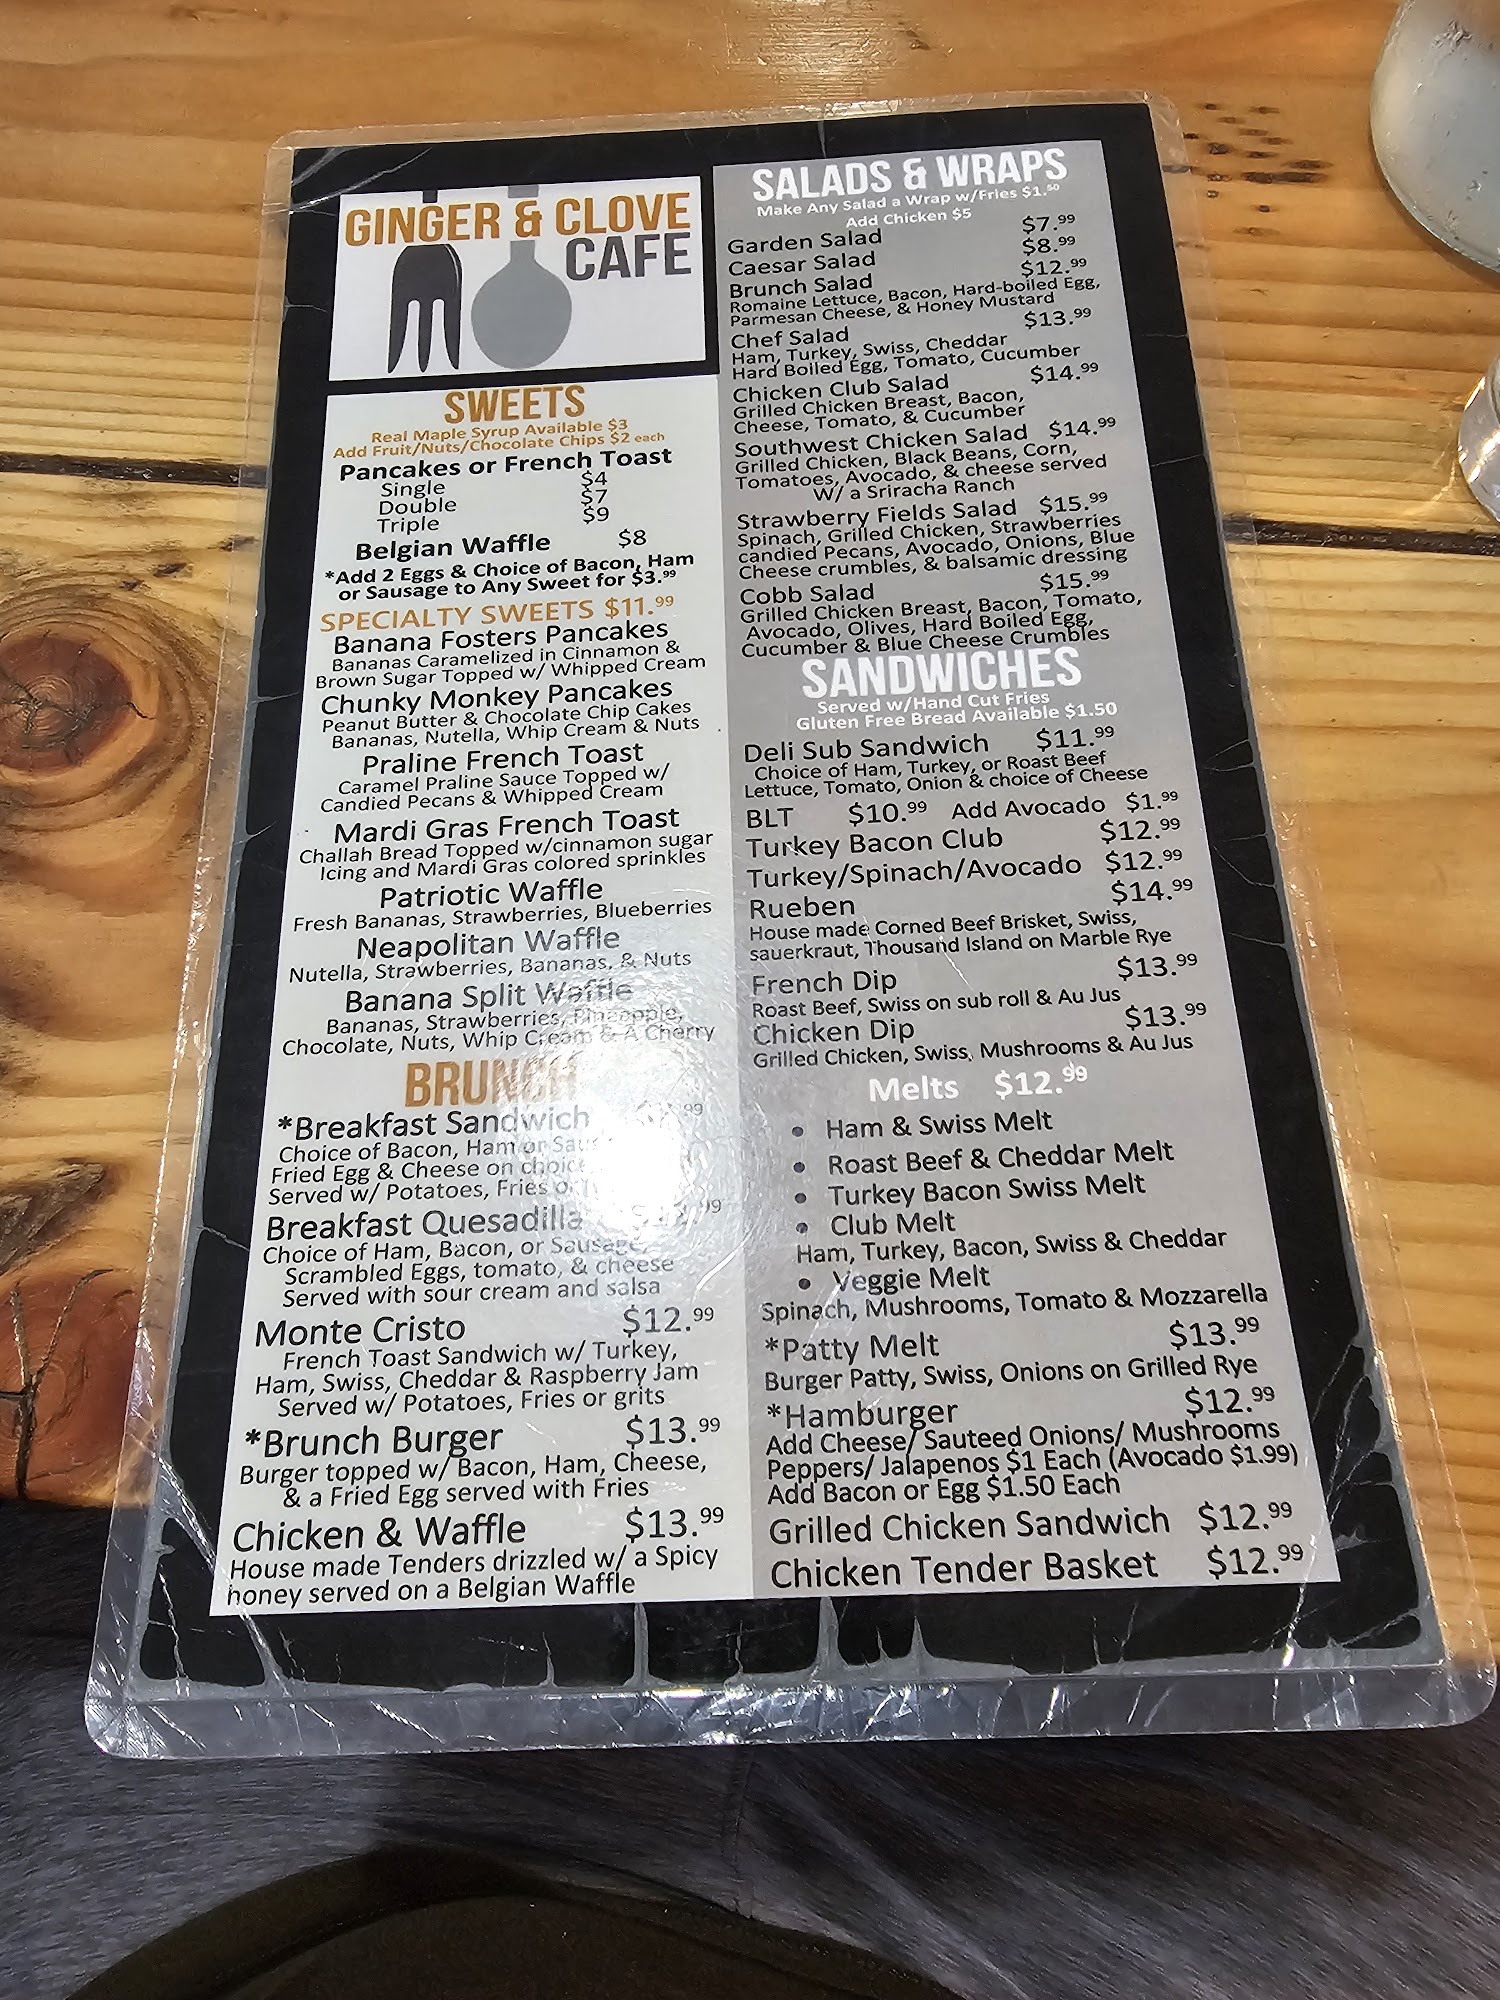 GINGER & CLOVE
CAFE
SWEETS
Real Maple Syrup Available $3
Add Fruit/Nuts/Chocolate Chips $2 each
Pancakes or French Toast
Single $4
Double $7
Triple $9
Belgian Waffle $8
*Add 2 Eggs & Choice of Bacon, Ham
or Sausage to Any Sweet for $3.99
SPECIALTY SWEETS $11.99
Banana Fosters Pancakes
Bananas Caramelized in Cinnamon &
Brown Sugar Topped w/ Whipped Cream
Chunky Monkey Pancakes
Peanut Butter & Chocolate Chip Cakes
Bananas, Nutella, Whip Cream & Nuts
Praline French Toast
Caramel Praline Sauce Topped w/
Candied Pecans & Whipped Cream
Mardi Gras French Toast
Challah Bread Topped w/cinnamon sugar
Icing and Mardi Gras colored sprinkles
Patriotic Waffle
Fresh Bananas, Strawberries, Blueberries
Neapolitan Waffle
Nutella, Strawberries, Bananas, & Nuts
Banana Split Waffle
Bananas, Strawberries, Pineapple,
Chocolate, Nuts, Whip Cream & A Cherry
BRUNCH
*Breakfast Sandwich
Choice of Bacon, Ham or
Fried Egg & Cheese on choice
Served w/ Potatoes, Fries or
Breakfast Quesadilla
Choice of Ham, Bacon, or Sausage,
Scrambled Eggs, tomato, & cheese
Served with sour cream and salsa
Monte Cristo $12.99
French Toast Sandwich w/ Turkey,
Ham, Swiss, Cheddar & Raspberry Jam
Served w/ Potatoes, Fries or grits
*Brunch Burger $13.99
Burger topped w/ Bacon, Ham, Cheese,
& a Fried Egg served with Fries
Chicken & Waffle $13.99
House made Tenders drizzled w/ a Spicy
honey served on a Belgian Waffle
SALADS & WRAPS
Make Any Salad a Wrap w/Fries $1.50
Add Chicken $5
Garden Salad $7.99
Caesar Salad $8.99
Brunch Salad $12.99
Romaine Lettuce, Bacon, Hard-boiled Egg,
Parmesan Cheese, & Honey Mustard
Chef Salad $13.99
Ham, Turkey, Swiss, Cheddar
Hard Boiled Egg, Tomato, Cucumber
Chicken Club Salad $14.99
Grilled Chicken Breast, Bacon,
Cheese, Tomato, & Cucumber
Southwest Chicken Salad $14.99
Grilled Chicken, Black Beans, Corn,
Tomatoes, Avocado, & cheese served
W/ a Sriracha Ranch
Strawberry Fields Salad $15.99
Spinach, Grilled Chicken, Strawberries
candied Pecans, Avocado, Onions, Blue
Cheese crumbles, & balsamic dressing
Cobb Salad $15.99
Grilled Chicken Breast, Bacon, Tomato,
Avocado, Olives, Hard Boiled Egg,
Cucumber & Blue Cheese Crumbles
SANDWICHES
Served w/Hand Cut Fries
Gluten Free Bread Available $1.50
Deli Sub Sandwich $11.99
Choice of Ham, Turkey, or Roast Beef
Lettuce, Tomato, Onion & choice of Cheese
BLT $10.99 Add Avocado $1.99
Turkey Bacon Club $12.99
Turkey/Spinach/Avocado $12.99
Rueben $14.99
House made Corned Beef Brisket, Swiss,
sauerkraut, Thousand Island on Marble Rye
French Dip $13.99
Roast Beef, Swiss on sub roll & Au Jus
Chicken Dip $13.99
Grilled Chicken, Swiss, Mushrooms & Au Jus
Melts $12.99
• Ham & Swiss Melt
• Roast Beef & Cheddar Melt
• Turkey Bacon Swiss Melt
• Club Melt
Ham, Turkey, Bacon, Swiss & Cheddar
• Veggie Melt
Spinach, Mushrooms, Tomato & Mozzarella
*Patty Melt $13.99
Burger Patty, Swiss, Onions on Grilled Rye
*Hamburger $12.99
Add Cheese/ Sauteed Onions/ Mushrooms
Peppers/ Jalapenos $1 Each (Avocado $1.99)
Add Bacon or Egg $1.50 Each
Grilled Chicken Sandwich $12.99
Chicken Tender Basket $12.99